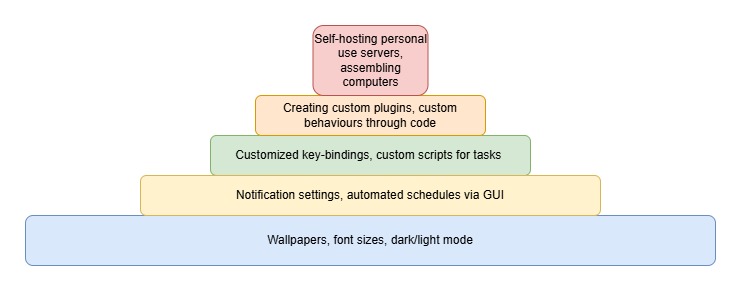 Self-hosting personal
use servers,
assembling
computers
Creating custom plugins, custom
behaviours through code
Customized key-bindings, custom scripts for tasks
Notification settings, automated schedules via GUI
Wallpapers, font sizes, dark/light mode